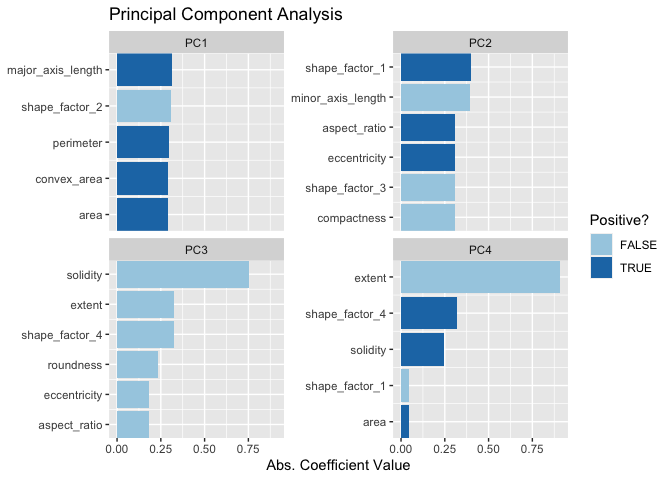 Principal Component Analysis
PC1
major_axis_length
shape_factor_2
perimeter
convex_area
area
PC2
shape_factor_1
minor_axis_length
aspect_ratio
eccentricity
shape_factor_3
compactness
PC3
solidity
extent
shape_factor_4
roundness
eccentricity
aspect_ratio
0.00 0.25 0.50 0.75
PC4
extent
shape_factor_4
solidity
shape_factor_1
area
0.00 0.25 0.50 0.75
Abs. Coefficient Value
Positive?
FALSE
TRUE